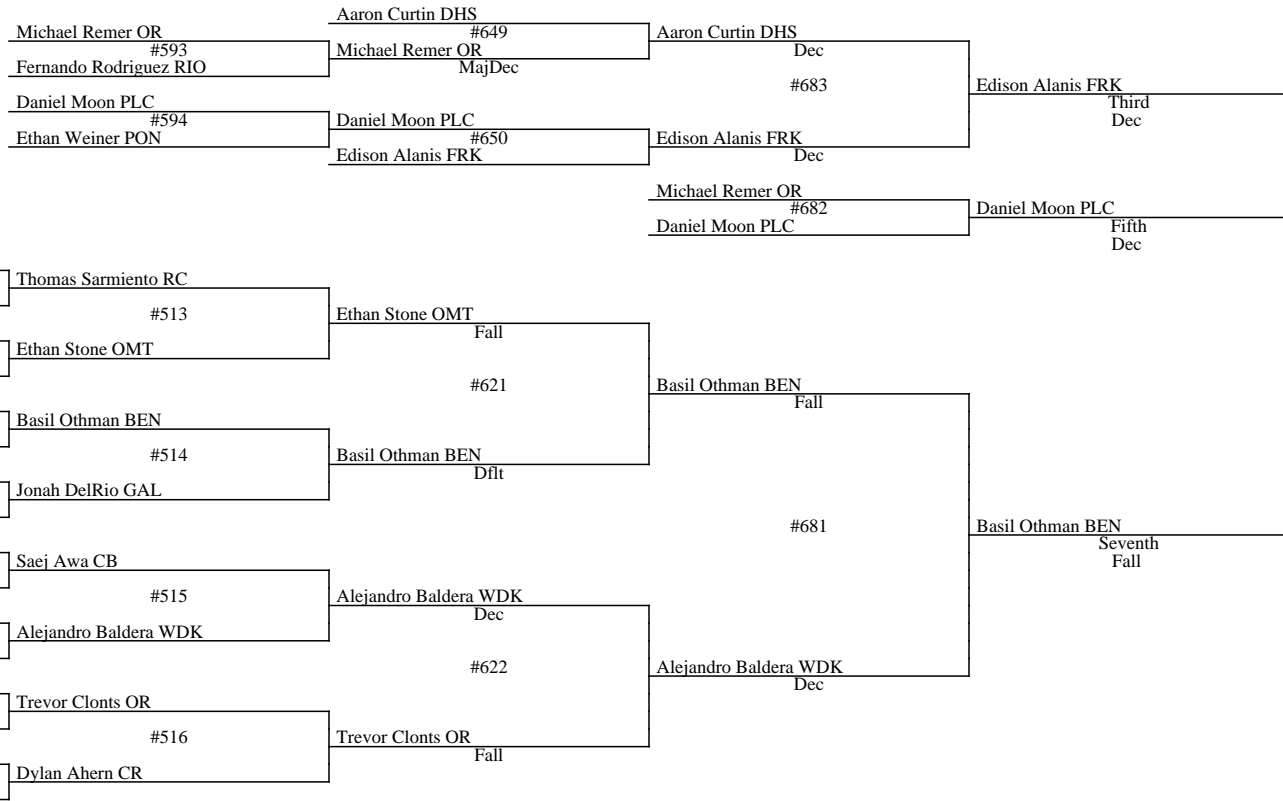 Aaron Curtin DHS
Michael Remer OR
#649
Aaron Curtin DHS
#593
Michael Remer OR
Dec
Fernando Rodriguez RIO
MajDec
#683
Edison Alanis FRK
Daniel Moon PLC
Third
#594
Daniel Moon PLC
Dec
Ethan Weiner PON
#650
Edison Alanis FRK
Edison Alanis FRK
Dec
Michael Remer OR
#682
Daniel Moon PLC
Daniel Moon PLC
Fifth
Dec
Thomas Sarmiento RC
#513
Ethan Stone OMT
Fall
Ethan Stone OMT
#621
Basil Othman BEN
Fall
Basil Othman BEN
#514
Basil Othman BEN
Dflt
Jonah DelRio GAL
#681
Basil Othman BEN
Seventh
Fall
Saej Awa CB
#515
Alejandro Baldera WDK
Dec
Alejandro Baldera WDK
#622
Alejandro Baldera WDK
Dec
Trevor Clonts OR
#516
Trevor Clonts OR
Fall
Dylan Ahern CR